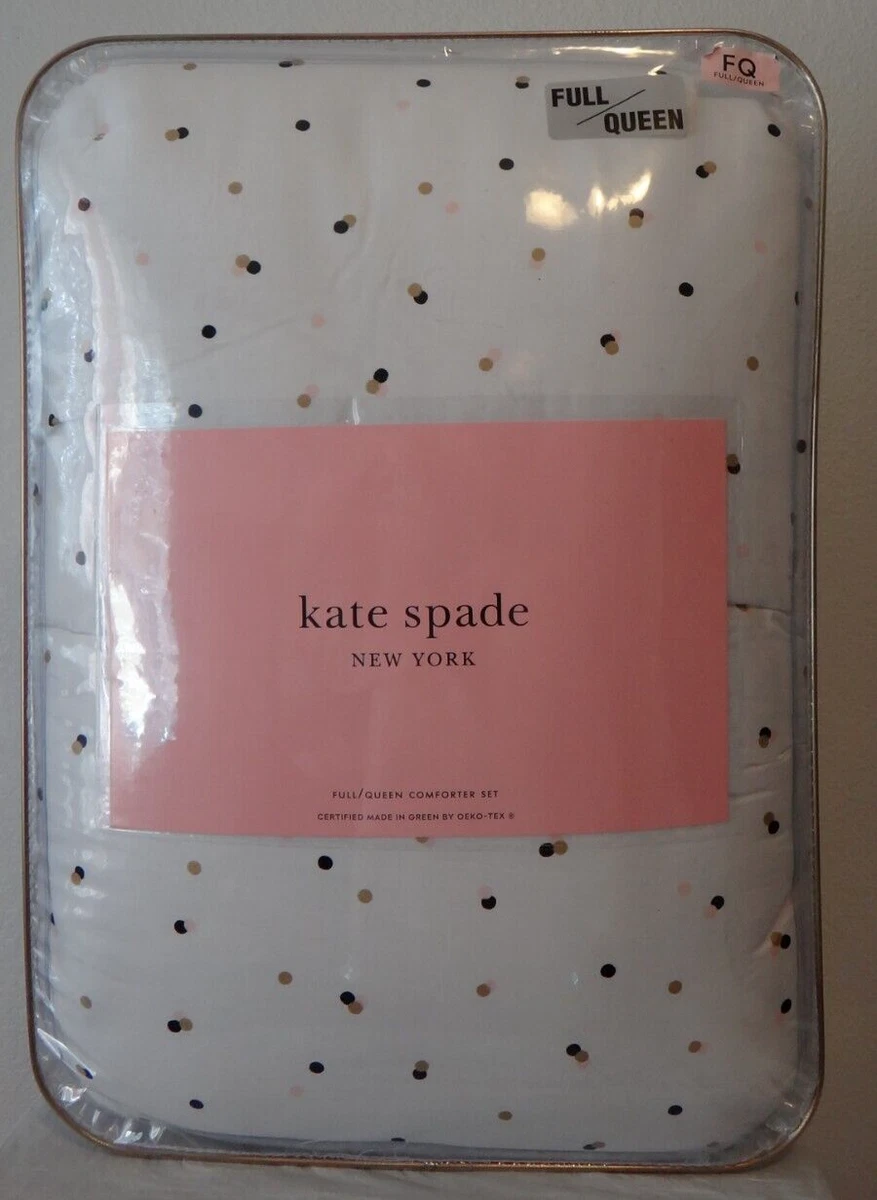 FQ
FULL/QUEEN
FULL/
QUEEN
kate spade
NEW YORK
FULL/QUEEN COMFORTER SET
CERTIFIED MADE IN GREEN BY OEKO-TEX ®